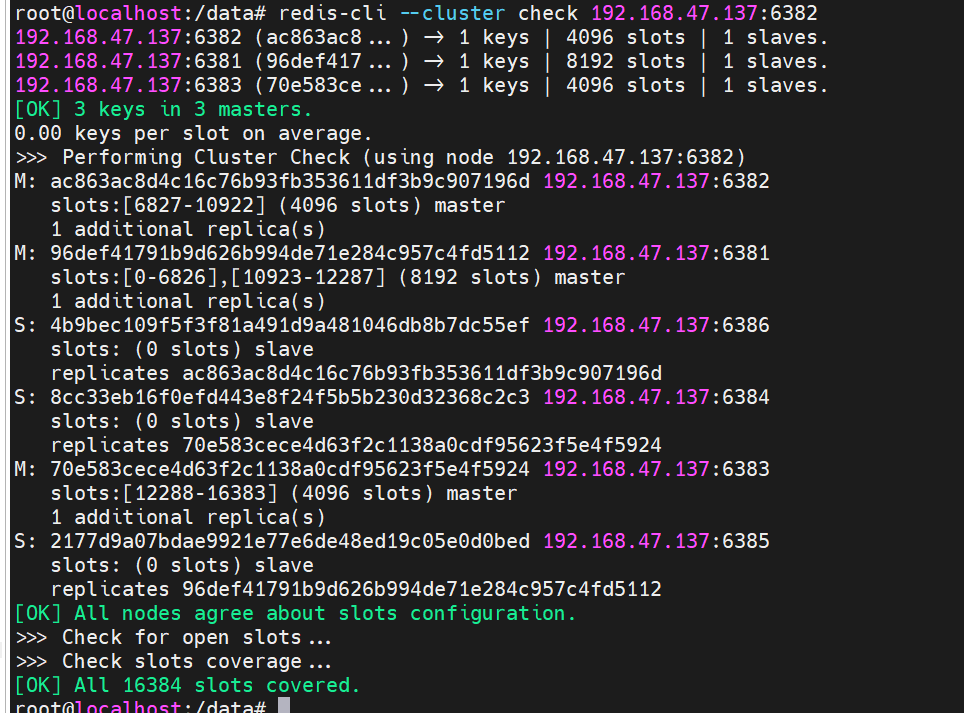 root@localhost:/data# redis-cli --cluster check 192.168.47.137:6382
192.168.47.137:6382 (ac863ac8...) -> 1 keys | 4096 slots | 1 slaves.
192.168.47.137:6381 (96def417...) -> 1 keys | 8192 slots | 1 slaves.
192.168.47.137:6383 (70e583ce...) -> 1 keys | 4096 slots | 1 slaves.
[OK] 3 keys in 3 masters.
0.00 keys per slot on average.
>>> Performing Cluster Check (using node 192.168.47.137:6382)
M: ac863ac8d4c16c76b93fb353611df3b9c907196d 192.168.47.137:6382
   slots:[6827-10922] (4096 slots) master
   1 additional replica(s)
M: 96def41791b9d626b994de71e284c957c4fd5112 192.168.47.137:6381
   slots:[0-6826],[10923-12287] (8192 slots) master
   1 additional replica(s)
S: 4b9bec109f5f3f81a491d9a481046db8b7dc55ef 192.168.47.137:6386
   slots: (0 slots) slave
   replicates ac863ac8d4c16c76b93fb353611df3b9c907196d
S: 8cc33eb16f0efd443e8f24f5b5b230d32368c2c3 192.168.47.137:6384
   slots: (0 slots) slave
   replicates 70e583cece4d63f2c1138a0cdf95623f5e4f5924
M: 70e583cece4d63f2c1138a0cdf95623f5e4f5924 192.168.47.137:6383
   slots:[12288-16383] (4096 slots) master
   1 additional replica(s)
S: 2177d9a07bdae9921e77e6de48ed19c05e0d0bed 192.168.47.137:6385
   slots: (0 slots) slave
   replicates 96def41791b9d626b994de71e284c957c4fd5112
[OK] All nodes agree about slots configuration.
>>> Check for open slots...
>>> Check slots coverage...
[OK] All 16384 slots covered.
root@localhost:/data#